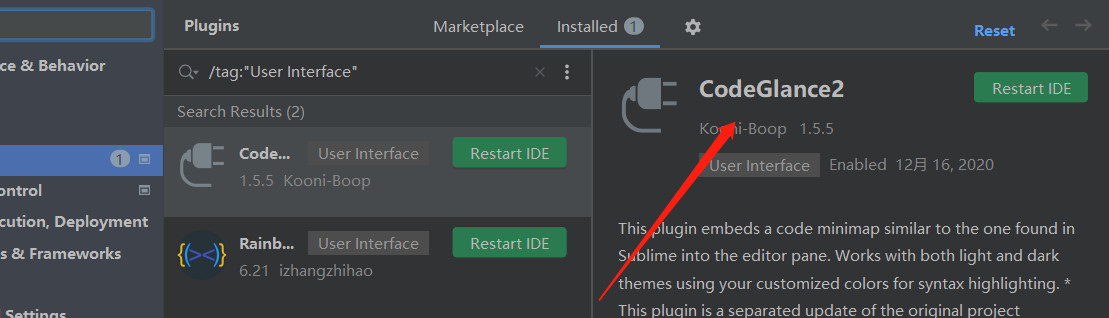 Plugins
Marketplace
Installed 1
Reset
ce & Behavior
1
ontrol
cution, Deployment
s & Frameworks
Settings
/tag:"User Interface"
Search Results (2)
Code... User Interface Restart IDE
1.5.5 Kooni-Boop
Rainb... User Interface Restart IDE
6.21 izhangzhihao
CodeGlance2
Restart IDE
Kooni-Boop 1.5.5
User Interface Enabled 12月 16, 2020
This plugin embeds a code minimap similar to the one found in
Sublime into the editor pane. Works with both light and dark
themes using your customized colors for syntax highlighting. *
This plugin is a separated update of the original project